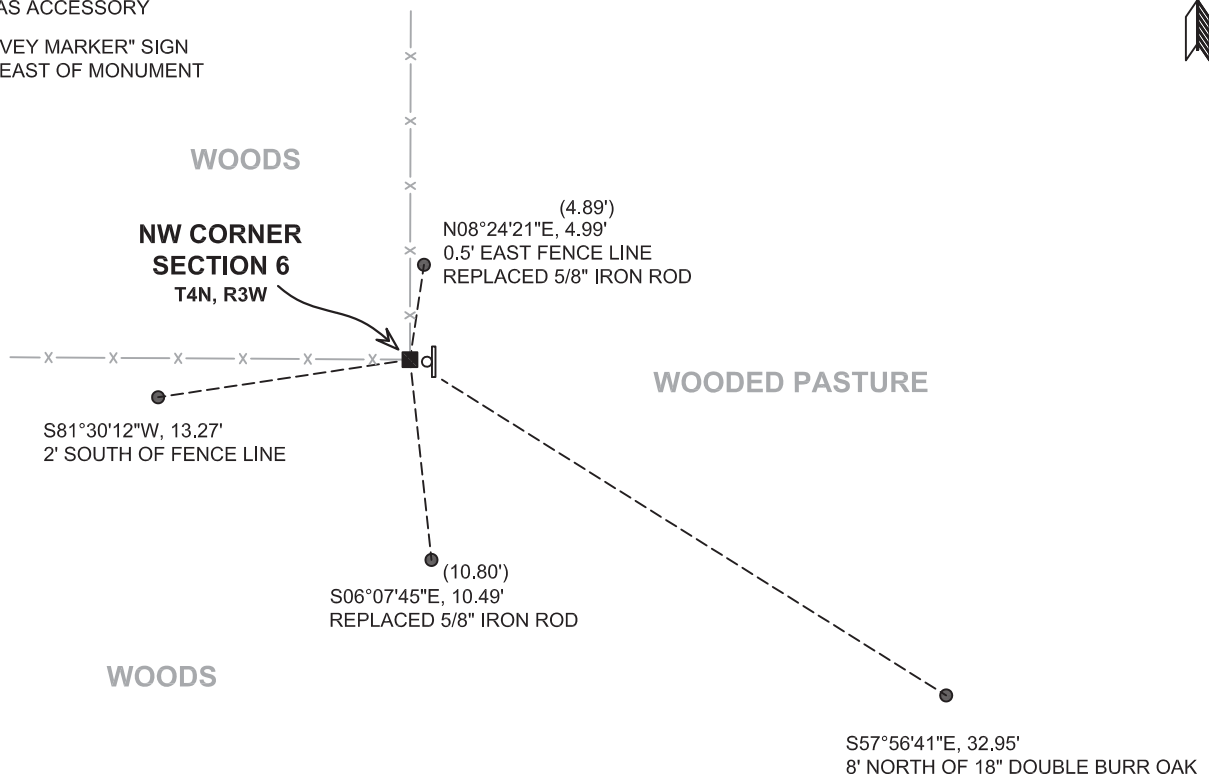 AS ACCESSORY
VEY MARKER" SIGN
EAST OF MONUMENT
WOODS
(4.89')
N08°24'21"E, 4.99'
0.5' EAST FENCE LINE
REPLACED 5/8" IRON ROD
NW CORNER
SECTION 6
T4N, R3W
WOODED PASTURE
S81°30'12"W, 13.27'
2' SOUTH OF FENCE LINE
(10.80')
S06°07'45"E, 10.49'
REPLACED 5/8" IRON ROD
WOODS
S57°56'41"E, 32.95'
8' NORTH OF 18" DOUBLE BURR OAK